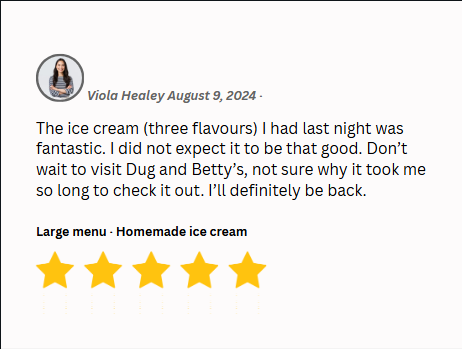 Viola Healey August 9, 2024 ·
The ice cream (three flavours) I had last night was
fantastic. I did not expect it to be that good. Don’t
wait to visit Dug and Betty’s, not sure why it took me
so long to check it out. I’ll definitely be back.
Large menu · Homemade ice cream